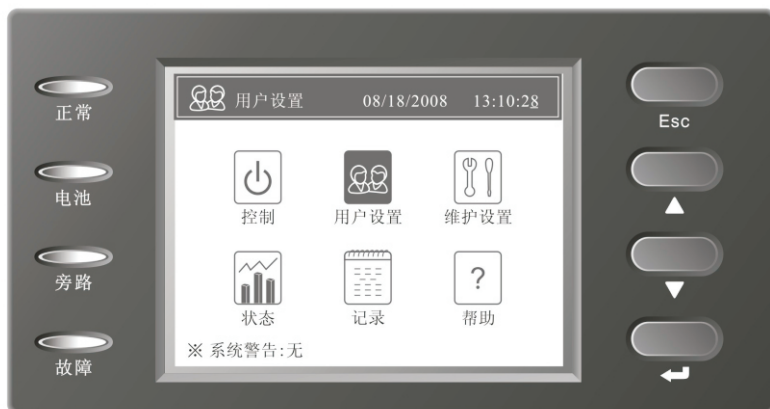 正常
电池
旁路
故障
用户设置 08/18/2008 13:10:28
控制 用户设置 维护设置
?
状态 记录 帮助
※ 系统警告:无
Esc